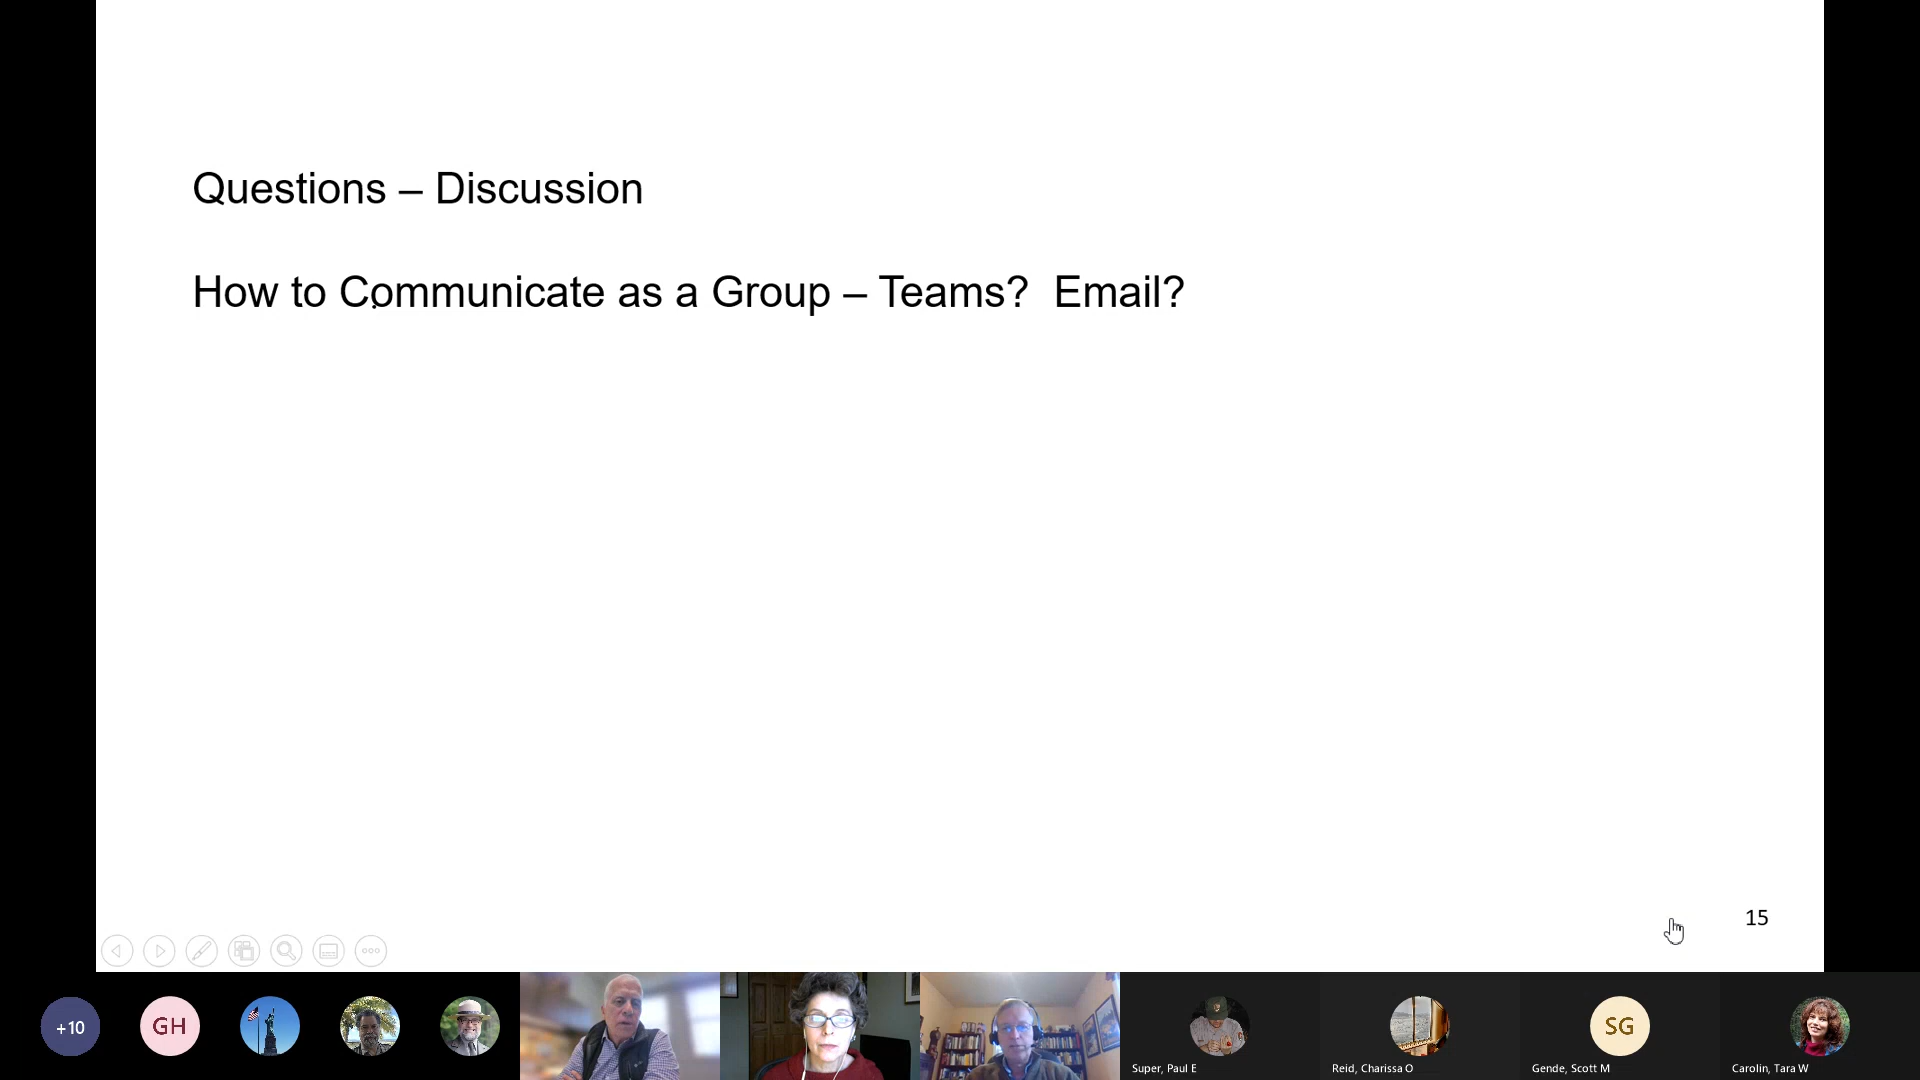 Questions – Discussion
How to Communicate as a Group – Teams?  Email?
15
+10
GH
SG
Super, Paul E
Reid, Charissa O
Gende, Scott M
Carolin, Tara W